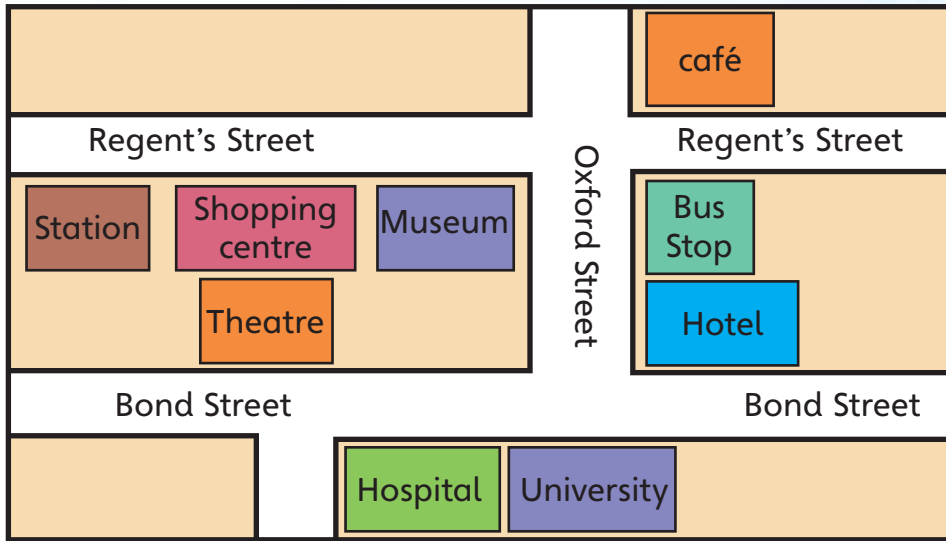 café
Regent's Street
Regent's Street
Oxford Street
Station
Shopping
centre
Museum
Bus
Stop
Theatre
Hotel
Bond Street
Bond Street
Hospital
University